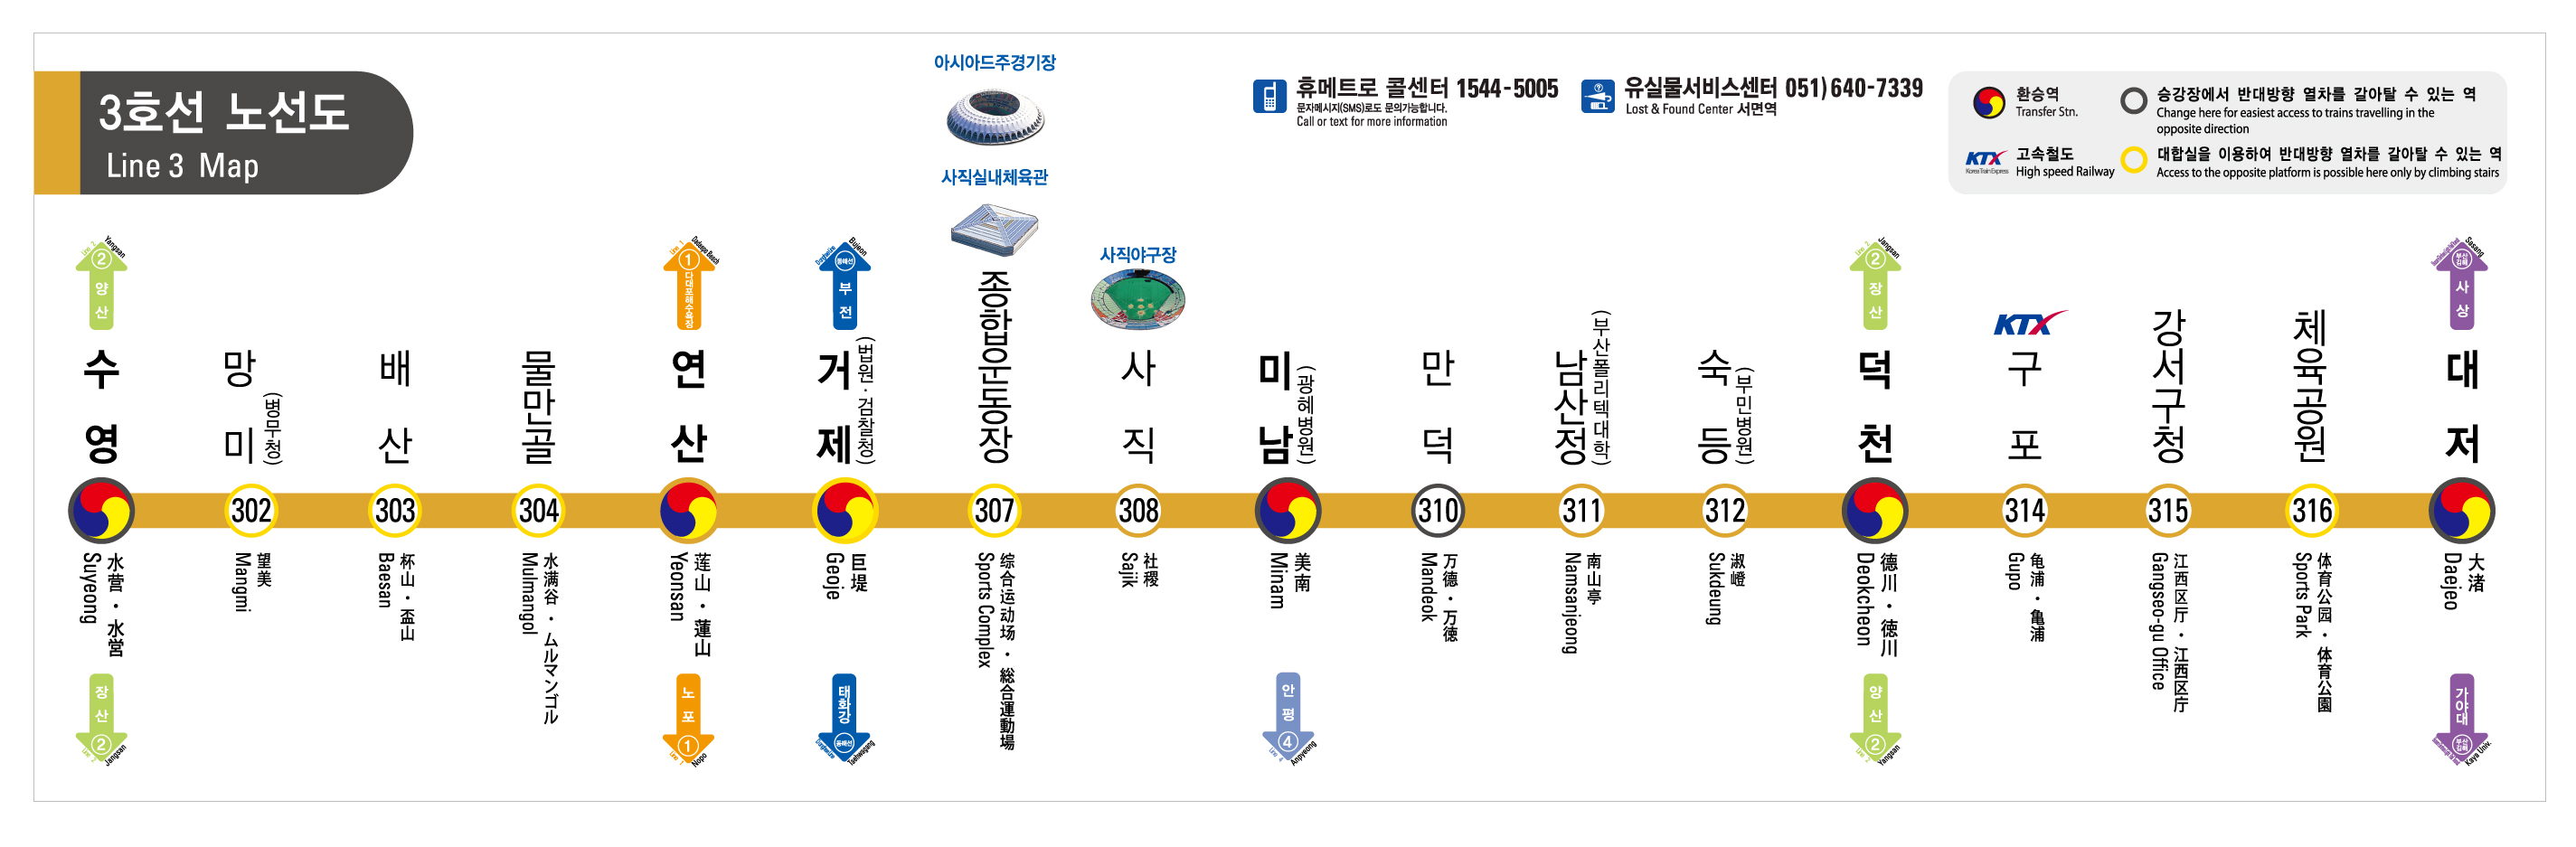 3호선 노선도
Line 3 Map
아시아드주경기장
사직실내체육관
사직야구장
휴메트로 콜센터 1544-5005
문자메시지(SMS)로도 문의가능합니다.
Call or text for more information
유실물서비스센터 051)640-7339
Lost & Found Center 서면역
환승역
Transfer Stn.
KTX
Korea Train Express
고속철도
High speed Railway
승강장에서 반대방향 열차를 갈아탈 수 있는 역
Change here for easiest access to trains travelling in the
opposite direction
대합실을 이용하여 반대방향 열차를 갈아탈 수 있는 역
Access to the opposite platform is possible here only by climbing stairs
Line 2
Yangsan
2
양산
수영
水营・水営
Suyeong
장산
2
Line 2
Jangsan
망미
(병무청)
302
望美
Mangmi
배산
303
杯山・盃山
Baesan
물만골
304
水满谷・ムルマンゴル
Mulmangol
Line 1
Dadaepo Beach
1
다대포해수욕장
연산
莲山・蓮山
Yeonsan
노포
1
Line 1
Nopo
Donghaeline
Bujeon
동해선
부전
거제
(법원·검찰청)
巨堤
Geoje
태화강
동해선
Donghaeline
Taehwagang
종합운동장
307
综合运动场・総合運動場
Sports Complex
사직
308
社稷
Sajik
미남
(광혜병원)
美南
Minam
안평
4
Line 4
Anpyeong
만덕
310
万德・万徳
Mandeok
남산정
(부산폴리텍대학)
311
南山亭
Namsanjeong
숙등
(부민병원)
312
淑嶝
Sukdeung
Line 2
Jangsan
2
장산
덕천
德川・徳川
Deokcheon
양산
2
Line 2
Yangsan
KTX
구포
314
龟浦・亀浦
Gupo
강서구청
315
江西区厅・江西区庁
Gangseo-gu Office
체육공원
316
体育公园・体育公園
Sports Park
Sasang
부산
김해
사상
대저
大渚
Daejeo
가야대
부산
김해
Kaya Univ.